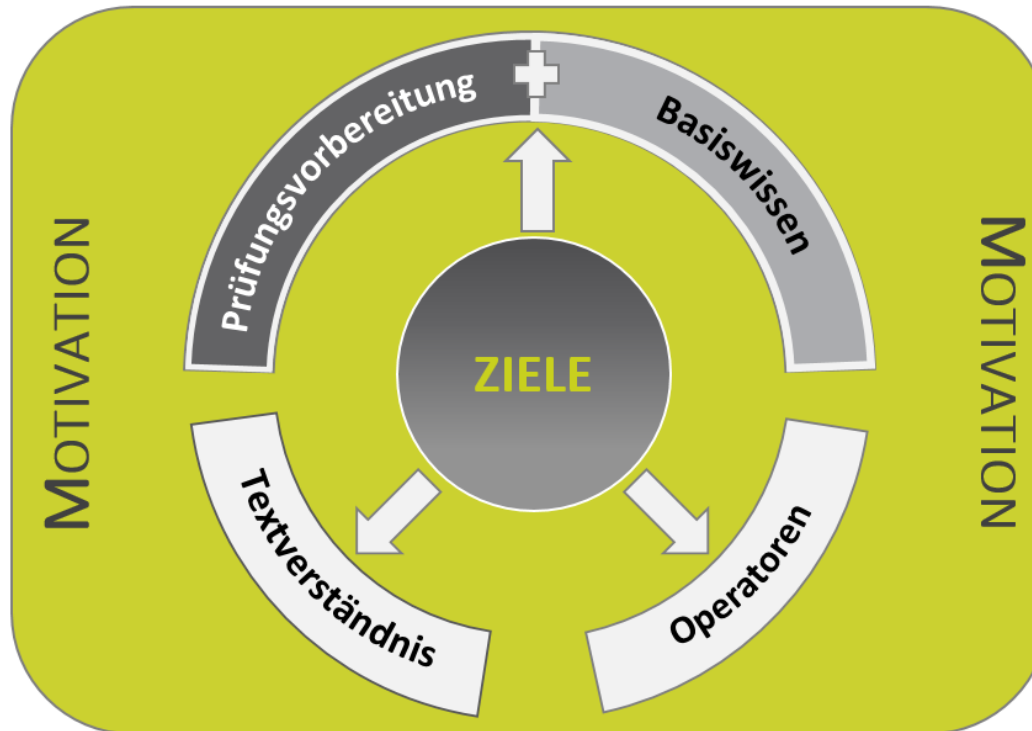 Prüfungsvorbereitung
Basiswissen
MOTIVATION
ZIELE
MOTIVATION
Textverständnis
Operatoren